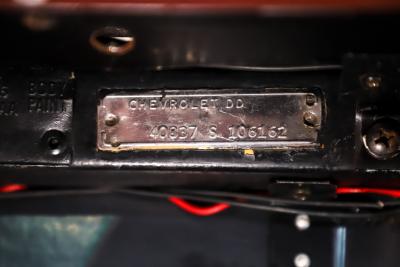 BODY
PAINT
CHEVROLET DD
40837 S 106162